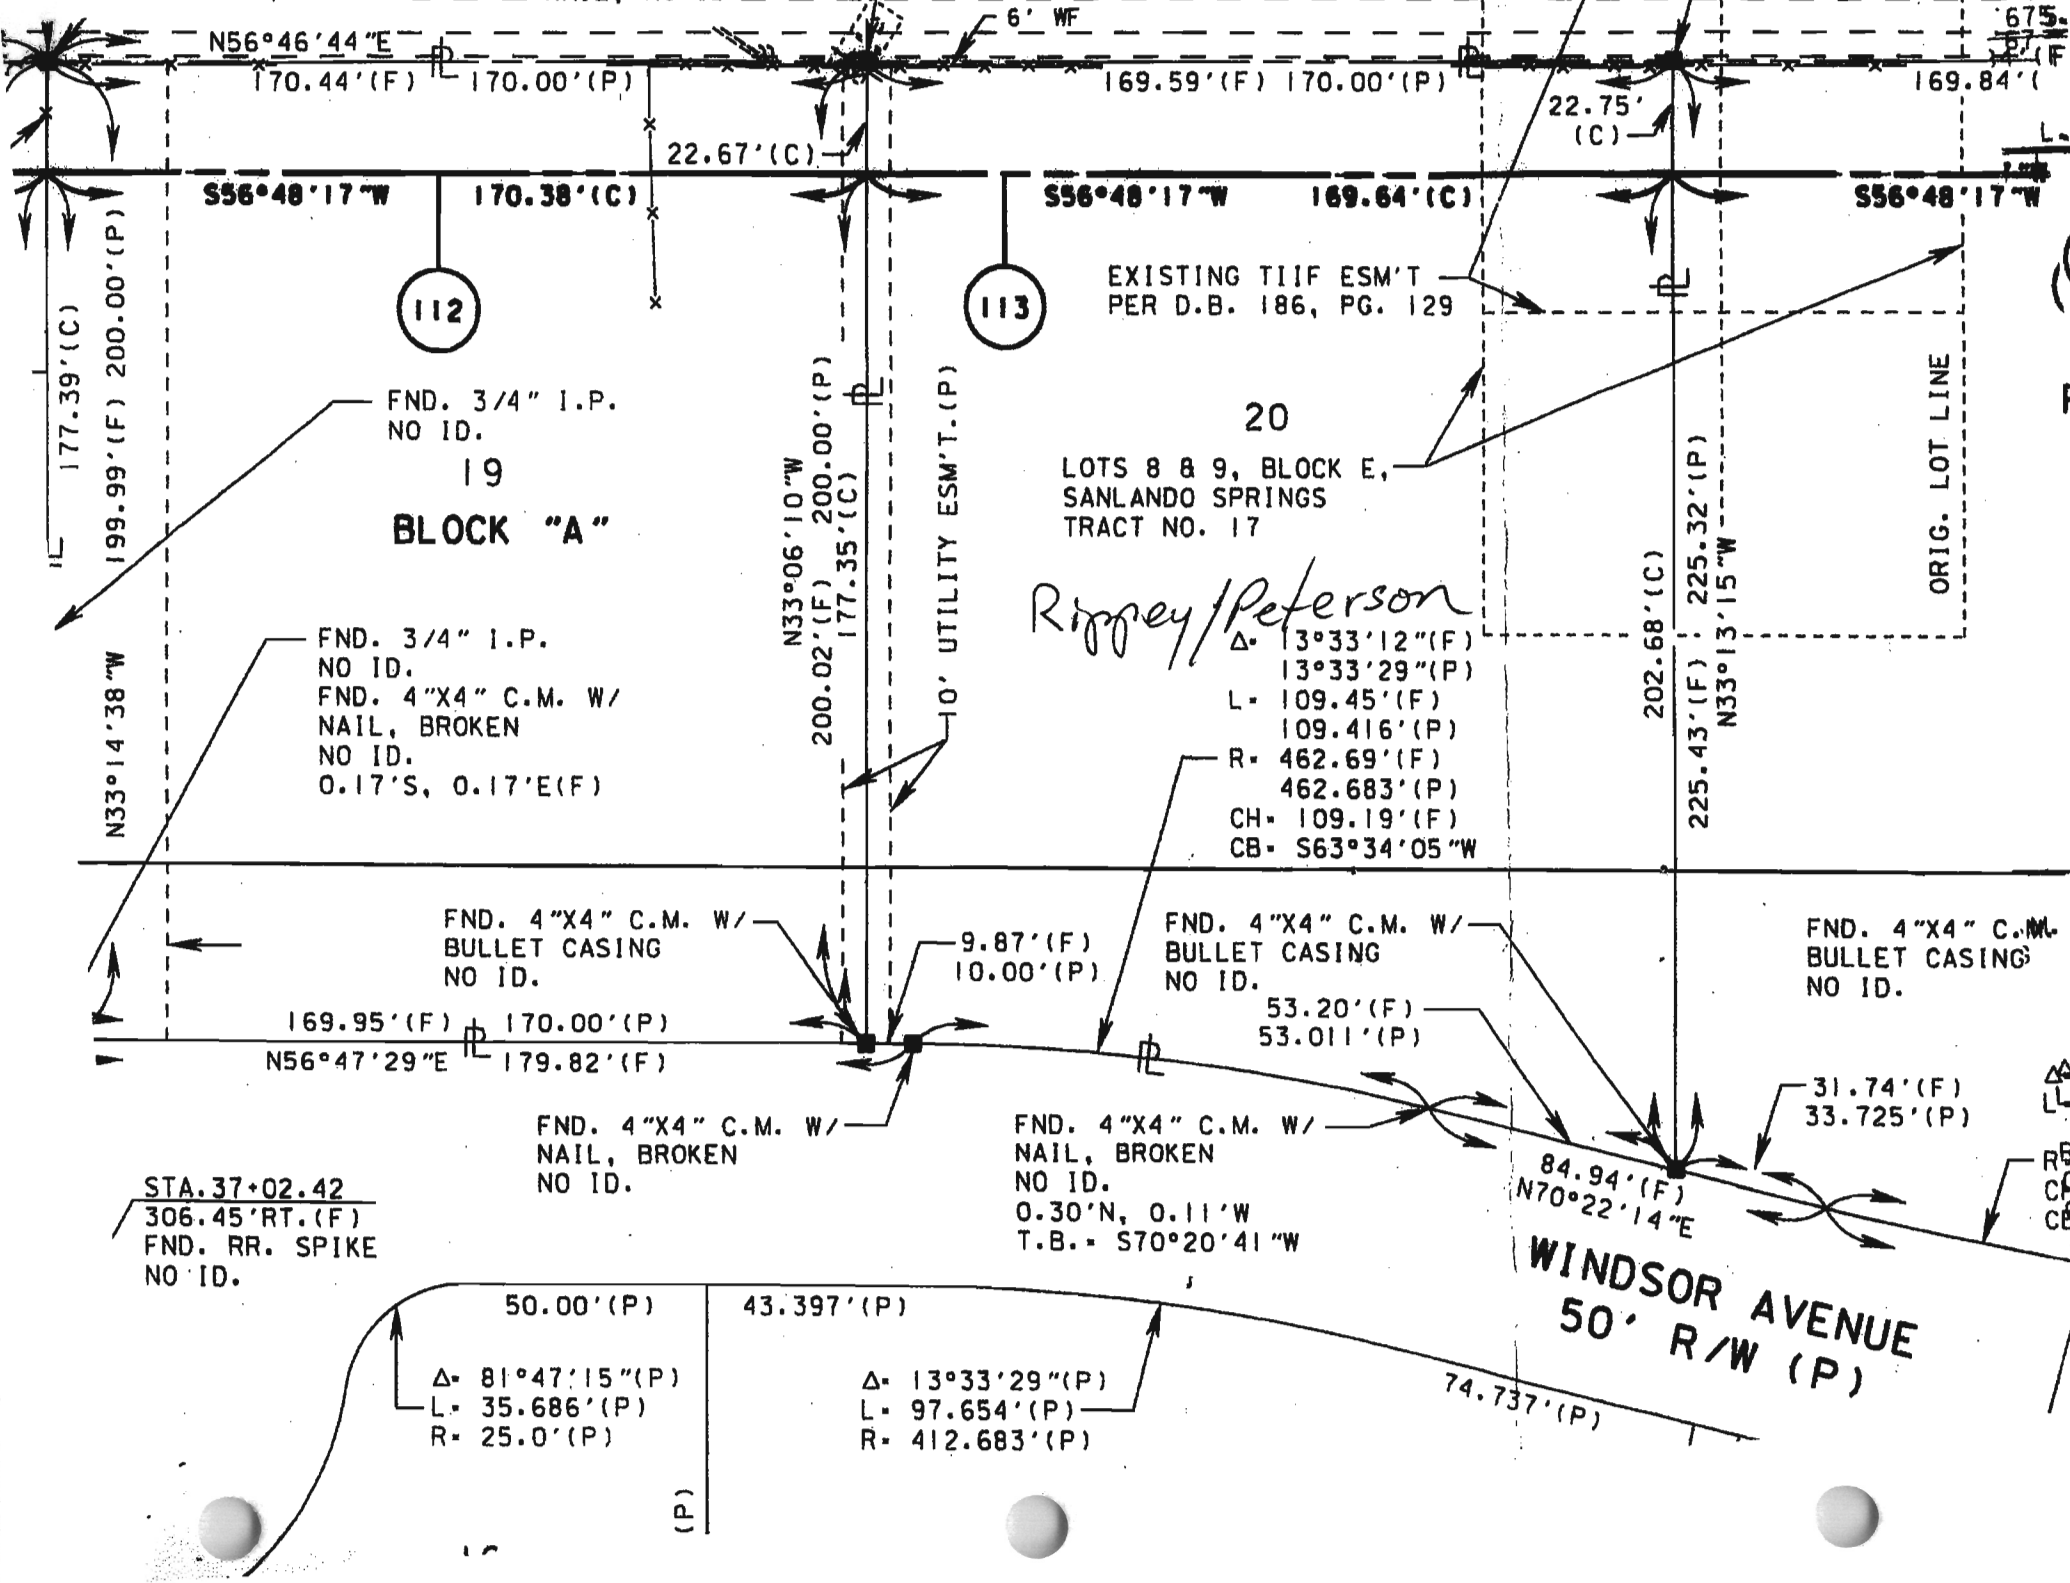 6' WF
675.
N56°46'44"E
170.44'(F) 170.00'(P)
169.59'(F) 170.00'(P)
169.84'(
22.75'
(C)
22.67'(C)
L=
S56°48'17"W 170.38'(C)
S56°48'17"W 169.64'(C)
S56°48'17"W
112
113
EXISTING TIIF ESM'T
PER D.B. 186, PG. 129
177.39'(C)
199.99'(F) 200.00'(P)
N33°14'38"W
FND. 3/4" I.P.
NO ID.
19
BLOCK "A"
FND. 3/4" I.P.
NO ID.
FND. 4"X4" C.M. W/
NAIL, BROKEN
NO ID.
0.17'S, 0.17'E(F)
N33°06'10"W
200.02'(F) 200.00'(P)
177.35'(C)
10' UTILITY ESM'T.(P)
20
LOTS 8 & 9, BLOCK E,
SANLANDO SPRINGS
TRACT NO. 17
Rippey/Peterson
Δ= 13°33'12"(F)
13°33'29"(P)
L= 109.45'(F)
109.416'(P)
R= 462.69'(F)
462.683'(P)
CH= 109.19'(F)
CB= S63°34'05"W
202.68'(C)
225.43'(F) 225.32'(P)
N33°13'15"W
ORIG. LOT LINE
FND. 4"X4" C.M. W/
BULLET CASING
NO ID.
9.87'(F)
10.00'(P)
FND. 4"X4" C.M. W/
BULLET CASING
NO ID.
53.20'(F)
53.011'(P)
FND. 4"X4" C.M.
BULLET CASING
NO ID.
169.95'(F) 170.00'(P)
N56°47'29"E 179.82'(F)
FND. 4"X4" C.M. W/
NAIL, BROKEN
NO ID.
FND. 4"X4" C.M. W/
NAIL, BROKEN
NO ID.
0.30'N, 0.11'W
T.B.= S70°20'41"W
31.74'(F)
33.725'(P)
84.94'(F)
N70°22'14"E
STA.37+02.42
306.45'RT.(F)
FND. RR. SPIKE
NO ID.
WINDSOR AVENUE
50' R/W (P)
50.00'(P)
43.397'(P)
Δ= 81°47'15"(P)
L= 35.686'(P)
R= 25.0'(P)
Δ= 13°33'29"(P)
L= 97.654'(P)
R= 412.683'(P)
74.737'(P)
(P)